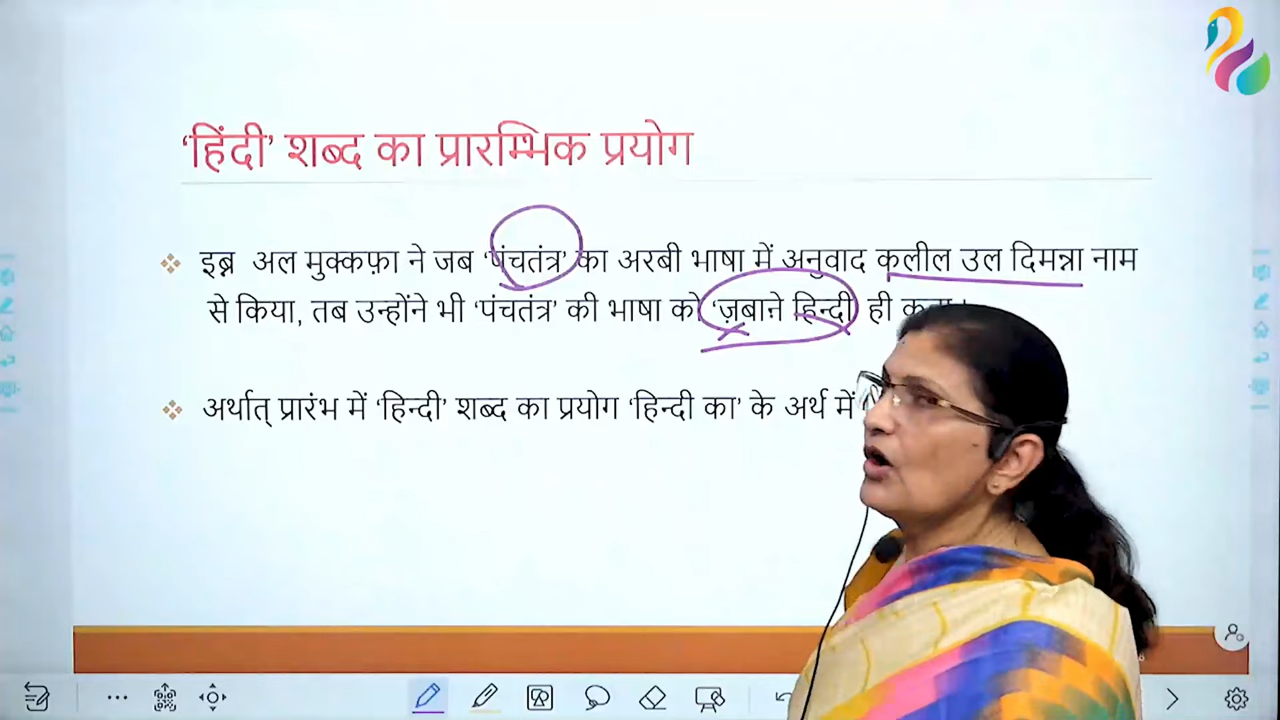 ‘हिंदी’ शब्द का प्रारम्भिक प्रयोग
इब्न अल मुक्कफ़ा ने जब ‘पंचतंत्र’ का अरबी भाषा में अनुवाद कलील उल दिमन्ना नाम
से किया, तब उन्होंने भी ‘पंचतंत्र’ की भाषा को ‘ज़बाने हिन्दी’ ही
अर्थात् प्रारंभ में ‘हिन्दी’ शब्द का प्रयोग ‘हिन्दी का’ के अर्थ में